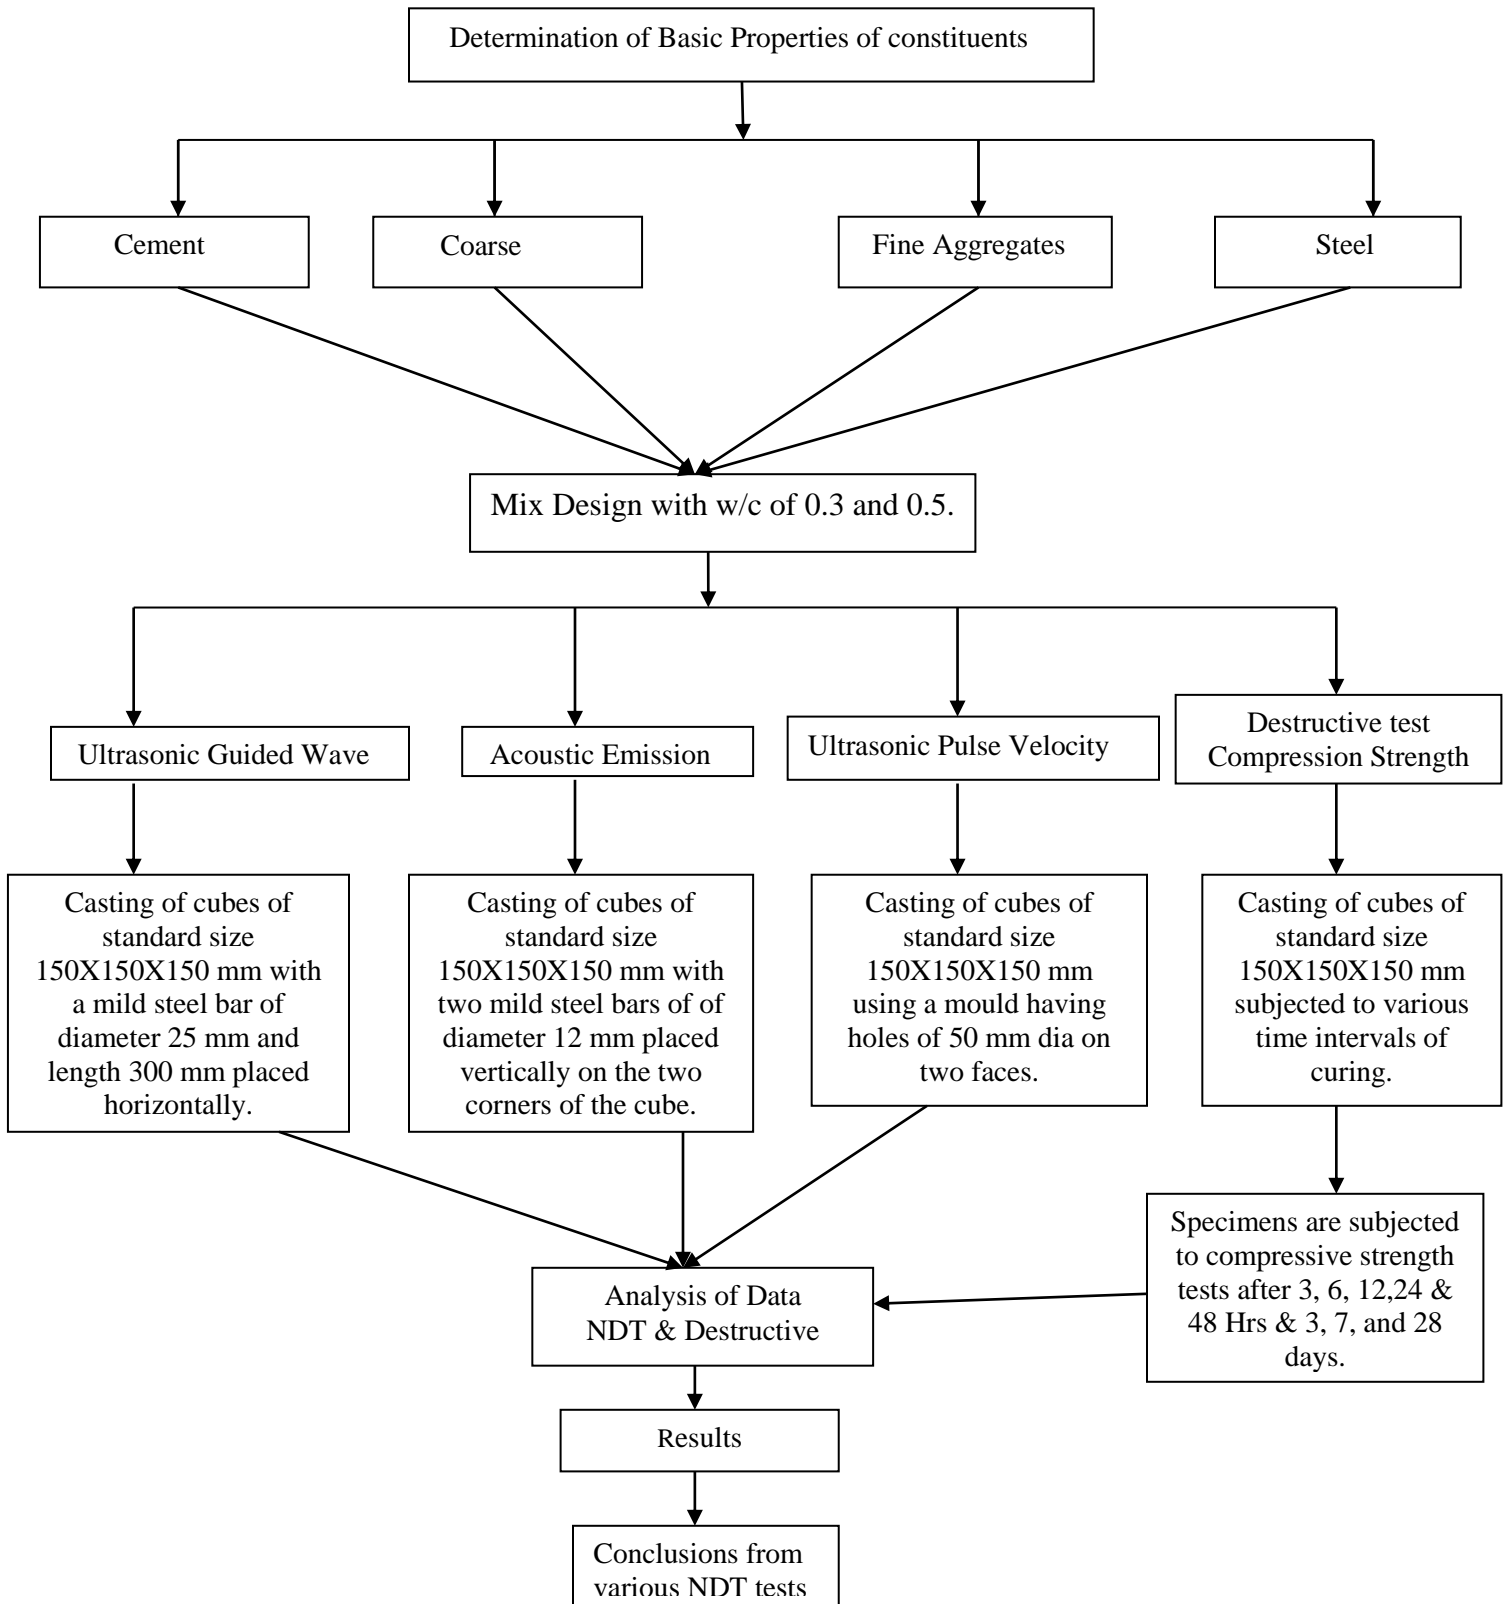 Determination of Basic Properties of constituents
Cement
Coarse
Fine Aggregates
Steel
Mix Design with w/c of 0.3 and 0.5.
Ultrasonic Guided Wave
Acoustic Emission
Ultrasonic Pulse Velocity
Destructive test
Compression Strength
Casting of cubes of
standard size
150X150X150 mm with
a mild steel bar of
diameter 25 mm and
length 300 mm placed
horizontally.
Casting of cubes of
standard size
150X150X150 mm with
two mild steel bars of of
diameter 12 mm placed
vertically on the two
corners of the cube.
Casting of cubes of
standard size
150X150X150 mm
using a mould having
holes of 50 mm dia on
two faces.
Casting of cubes of
standard size
150X150X150 mm
subjected to various
time intervals of
curing.
Specimens are subjected
to compressive strength
tests after 3, 6, 12,24 &
48 Hrs & 3, 7, and 28
days.
Analysis of Data
NDT & Destructive
Results
Conclusions from
various NDT tests